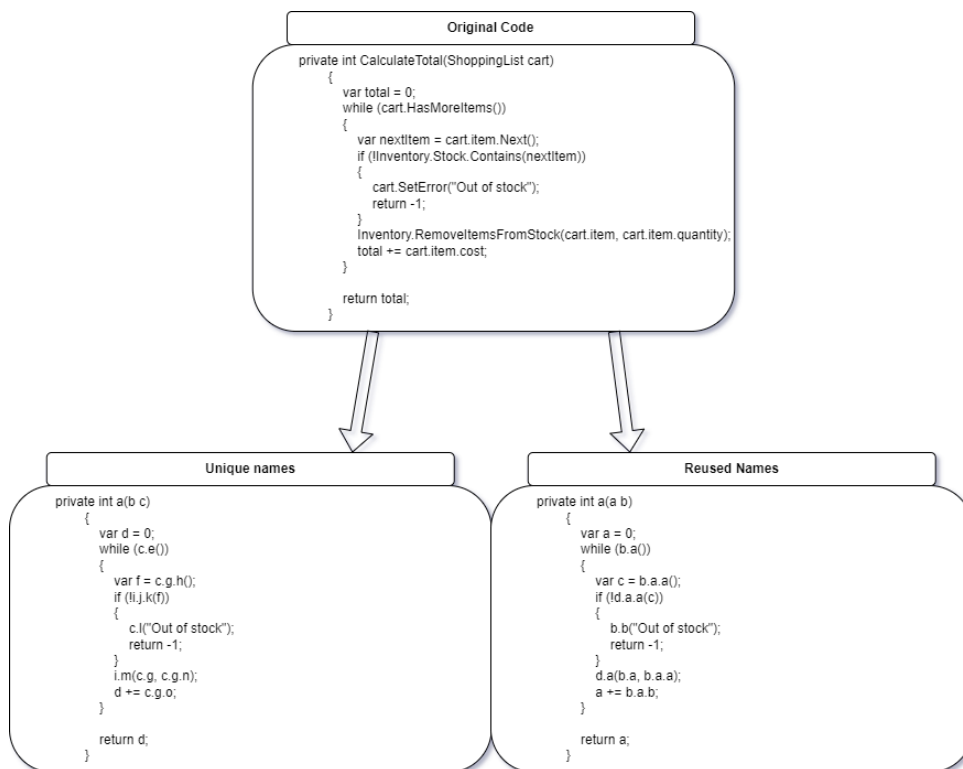 Original Code
private int CalculateTotal(ShoppingList cart)
{
var total = 0;
while (cart.HasMoreItems())
{
var nextItem = cart.item.Next();
if (!Inventory.Stock.Contains(nextItem))
{
cart.SetError("Out of stock");
return -1;
}
Inventory.RemoveItemsFromStock(cart.item, cart.item.quantity);
total += cart.item.cost;
}
return total;
}
Unique names
private int a(b c)
{
var d = 0;
while (c.e())
{
var f = c.g.h();
if (!i.j.k(f))
{
c.l("Out of stock");
return -1;
}
i.m(c.g, c.g.n);
d += c.g.o;
}
return d;
}
Reused Names
private int a(a b)
{
var a = 0;
while (b.a())
{
var c = b.a.a();
if (!d.a.a(c))
{
b.b("Out of stock");
return -1;
}
d.a(b.a, b.a.a);
a += b.a.b;
}
return a;
}